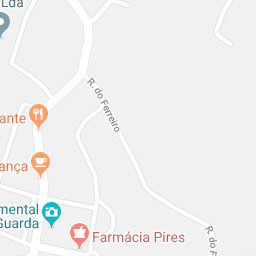 Lda
R. do Ferreiro
ante
ança
mental
Guarda
Farmácia Pires
R. do F